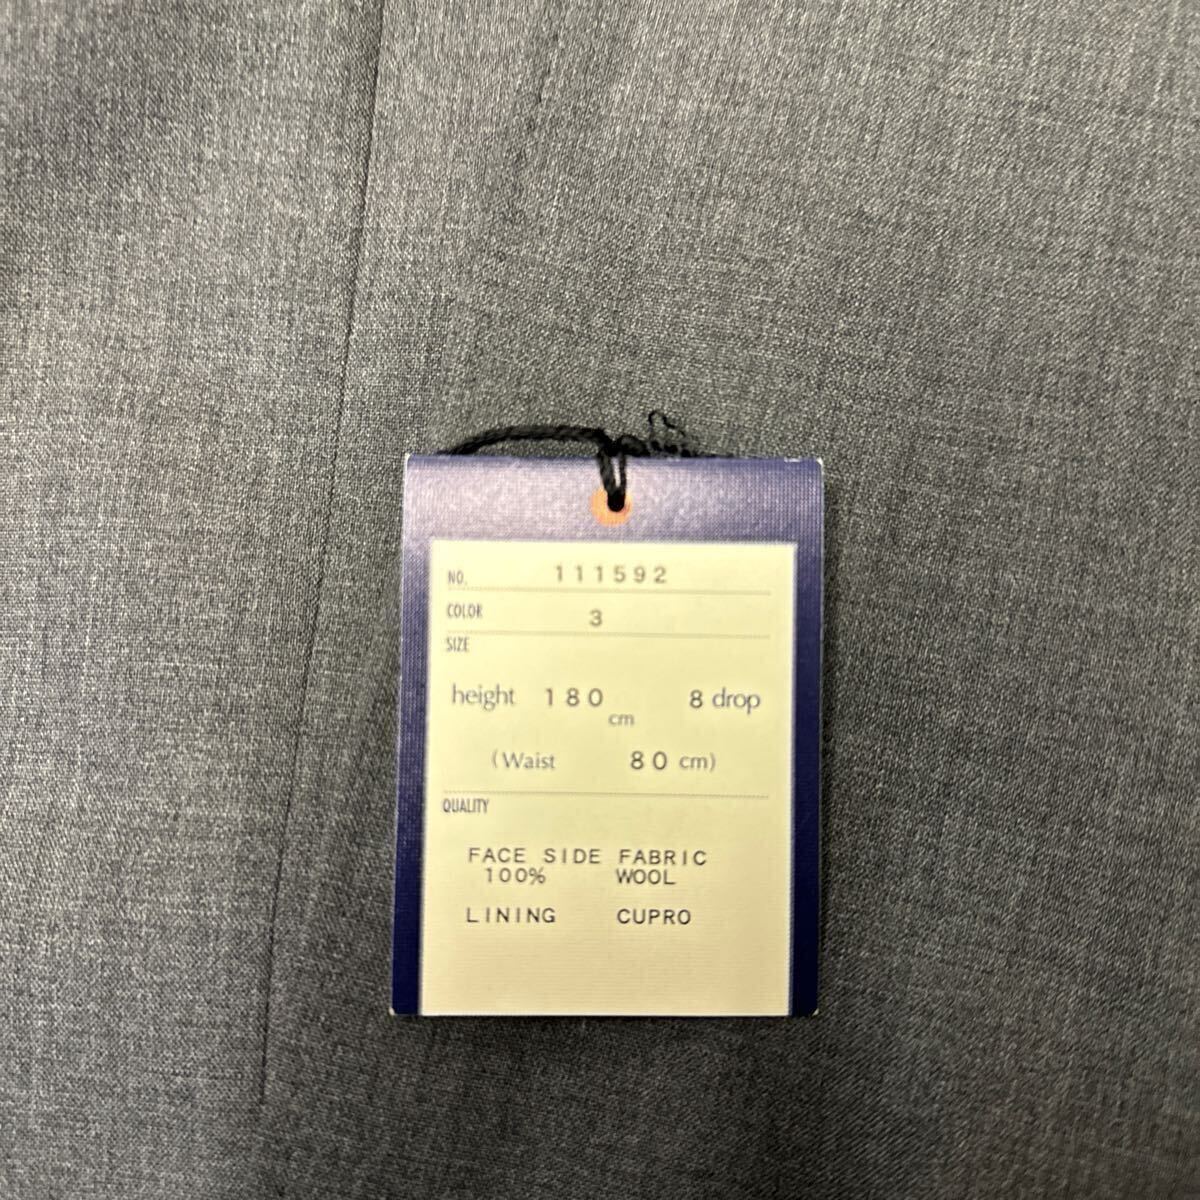 NO. 111592
COLOR 3
SIZE
height 180 cm 8 drop
(Waist 80 cm)
QUALITY
FACE SIDE FABRIC
100% WOOL
LINING CUPRO